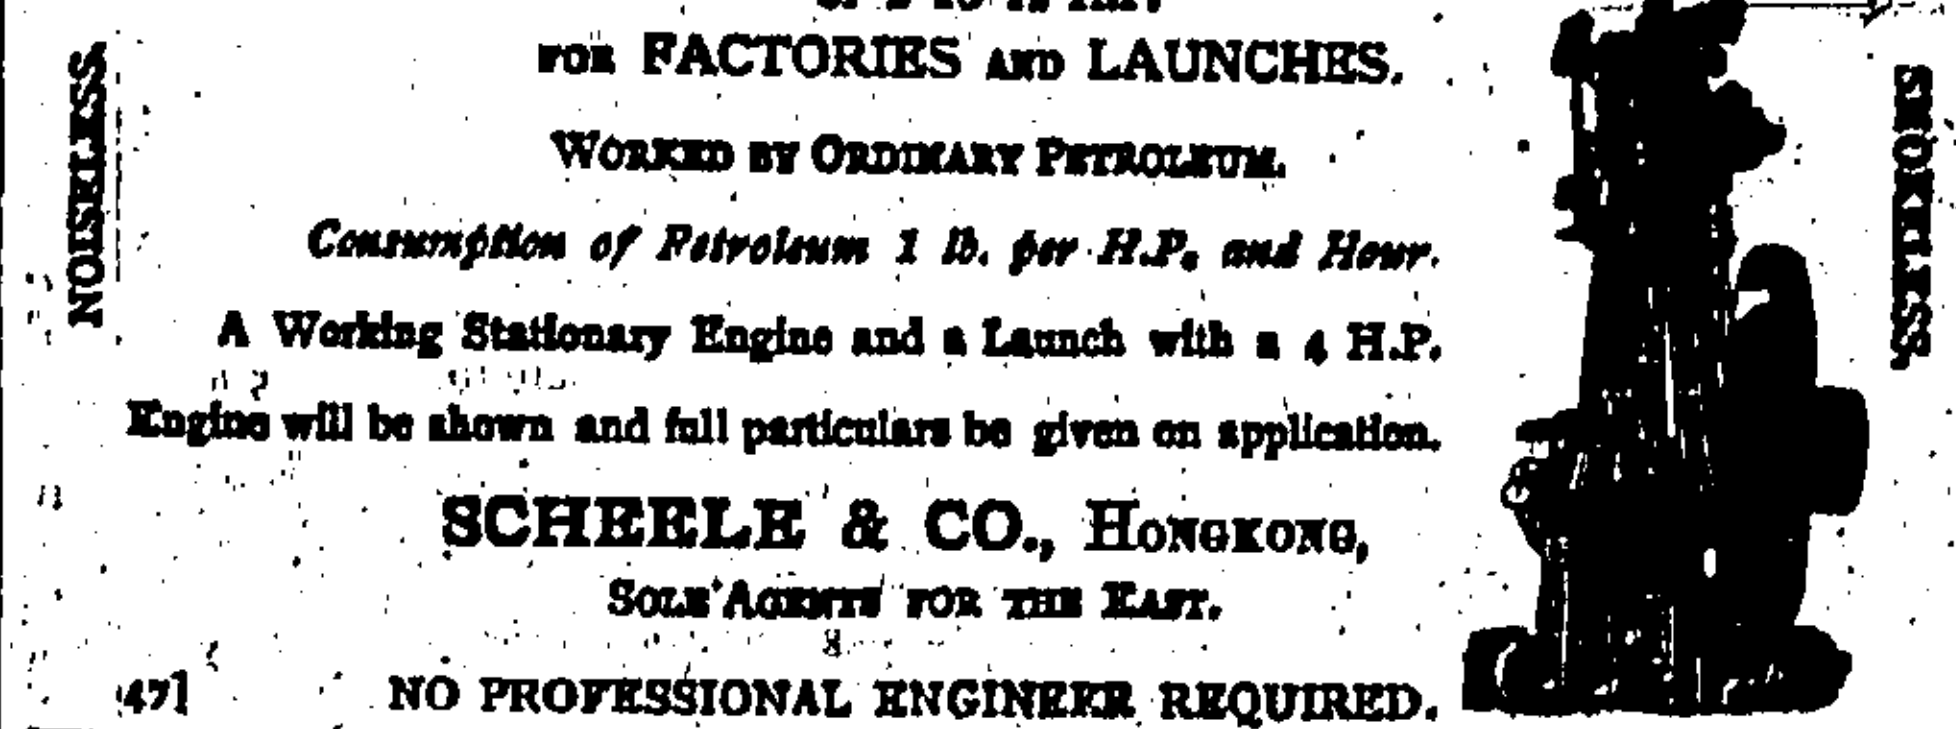 FOR FACTORIES AND LAUNCHES.
WORKED BY ORDINARY PETROLEUM.
Consumption of Petroleum 1 lb. per H.P. and Hour.
A Working Stationary Engine and a Launch with a 4 H.P.
Engine will be shown and full particulars be given on application.
SCHEELE & CO., HONGKONG,
SOLE AGENTS FOR THE EAST.
47]
NO PROFESSIONAL ENGINEER REQUIRED.
NOISELESS
SMOKELESS.